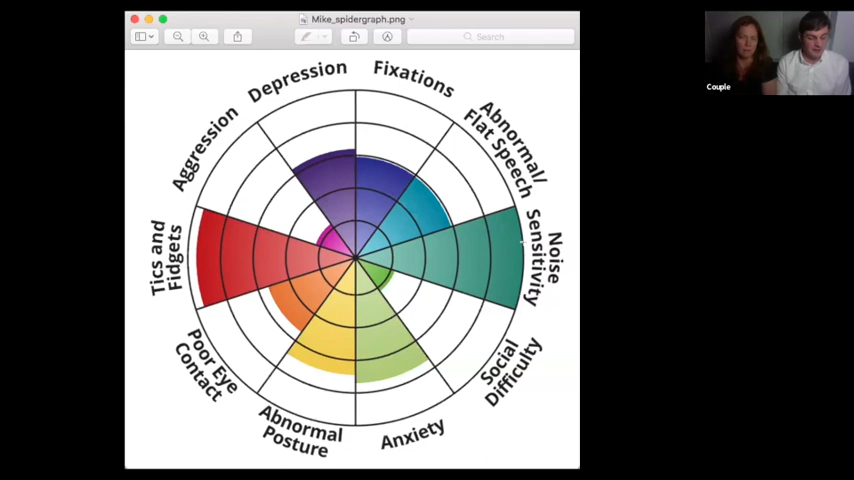 Mike_spidergraph.png
Search
Couple
Depression
Fixations
Abnormal/
Flat Speech
Noise
Sensitivity
Social
Difficulty
Anxiety
Abnormal
Posture
Poor Eye
Contact
Tics and
Fidgets
Aggression